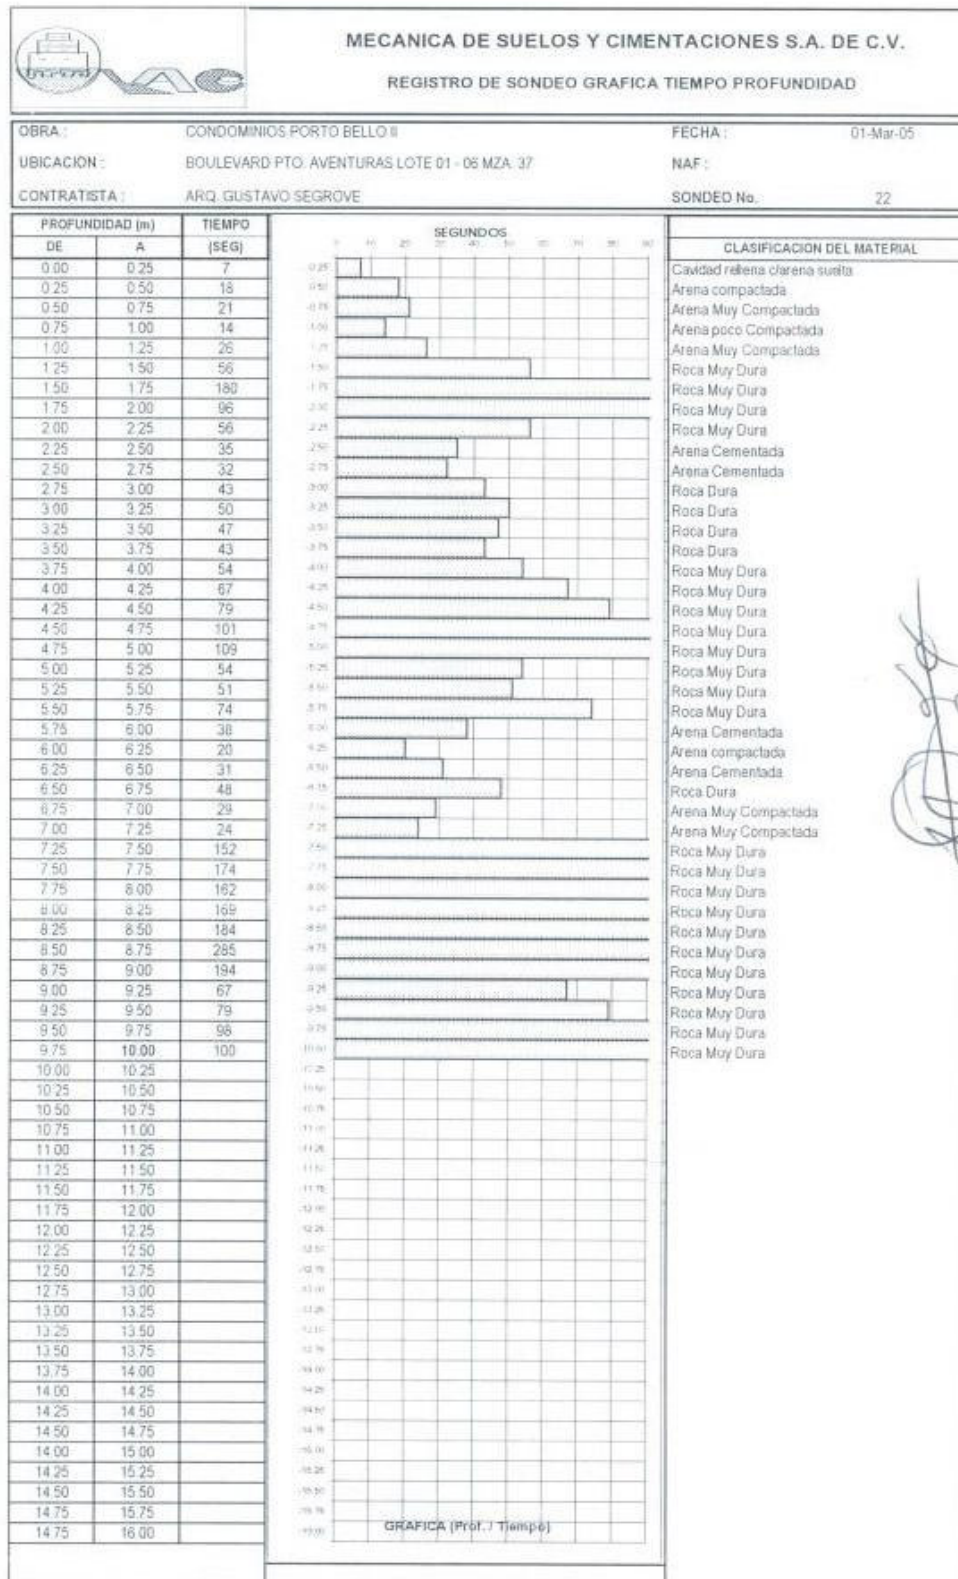 VAC
MECANICA DE SUELOS Y CIMENTACIONES S.A. DE C.V.
REGISTRO DE SONDEO GRAFICA TIEMPO PROFUNDIDAD
OBRA : CONDOMINIOS PORTO BELLO II FECHA : 01-Mar-05
UBICACION : BOULEVARD PTO. AVENTURAS LOTE 01 - 06 MZA. 37 NAF :
CONTRATISTA : ARQ. GUSTAVO SEGROVE SONDEO No. 22
PROFUNDIDAD (m) TIEMPO SEGUNDOS
DE A (SEG) CLASIFICACION DEL MATERIAL
0.00 0.25 7 Cavidad rellena c/arena suelta
0.25 0.50 18 Arena compactada
0.50 0.75 21 Arena Muy Compactada
0.75 1.00 14 Arena poco Compactada
1.00 1.25 26 Arena Muy Compactada
1.25 1.50 56 Roca Muy Dura
1.50 1.75 180 Roca Muy Dura
1.75 2.00 96 Roca Muy Dura
2.00 2.25 56 Roca Muy Dura
2.25 2.50 35 Arena Cementada
2.50 2.75 32 Arena Cementada
2.75 3.00 43 Roca Dura
3.00 3.25 50 Roca Dura
3.25 3.50 47 Roca Dura
3.50 3.75 43 Roca Dura
3.75 4.00 54 Roca Muy Dura
4.00 4.25 67 Roca Muy Dura
4.25 4.50 79 Roca Muy Dura
4.50 4.75 101 Roca Muy Dura
4.75 5.00 109 Roca Muy Dura
5.00 5.25 54 Roca Muy Dura
5.25 5.50 51 Roca Muy Dura
5.50 5.75 74 Roca Muy Dura
5.75 6.00 38 Arena Cementada
6.00 6.25 20 Arena compactada
6.25 6.50 31 Arena Cementada
6.50 6.75 48 Roca Dura
6.75 7.00 29 Arena Muy Compactada
7.00 7.25 24 Arena Muy Compactada
7.25 7.50 152 Roca Muy Dura
7.50 7.75 174 Roca Muy Dura
7.75 8.00 162 Roca Muy Dura
8.00 8.25 169 Roca Muy Dura
8.25 8.50 184 Roca Muy Dura
8.50 8.75 285 Roca Muy Dura
8.75 9.00 194 Roca Muy Dura
9.00 9.25 67 Roca Muy Dura
9.25 9.50 79 Roca Muy Dura
9.50 9.75 98 Roca Muy Dura
9.75 10.00 100 Roca Muy Dura
10.00 10.25
10.25 10.50
10.50 10.75
10.75 11.00
11.00 11.25
11.25 11.50
11.50 11.75
11.75 12.00
12.00 12.25
12.25 12.50
12.50 12.75
12.75 13.00
13.00 13.25
13.25 13.50
13.50 13.75
13.75 14.00
14.00 14.25
14.25 14.50
14.50 14.75
14.00 15.00
14.25 15.25
14.50 15.50
14.75 15.75
14.75 16.00
GRAFICA (Prof. / Tiempo)